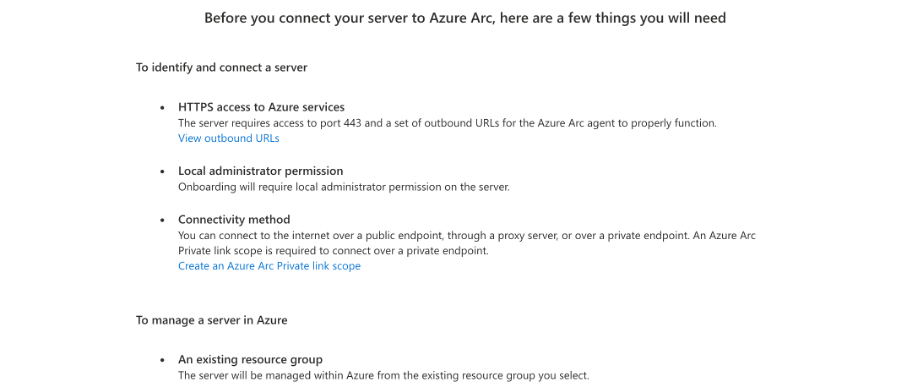 Before you connect your server to Azure Arc, here are a few things you will need
To identify and connect a server
• HTTPS access to Azure services
The server requires access to port 443 and a set of outbound URLs for the Azure Arc agent to properly function.
View outbound URLs
• Local administrator permission
Onboarding will require local administrator permission on the server.
• Connectivity method
You can connect to the internet over a public endpoint, through a proxy server, or over a private endpoint. An Azure Arc
Private link scope is required to connect over a private endpoint.
Create an Azure Arc Private link scope
To manage a server in Azure
• An existing resource group
The server will be managed within Azure from the existing resource group you select.